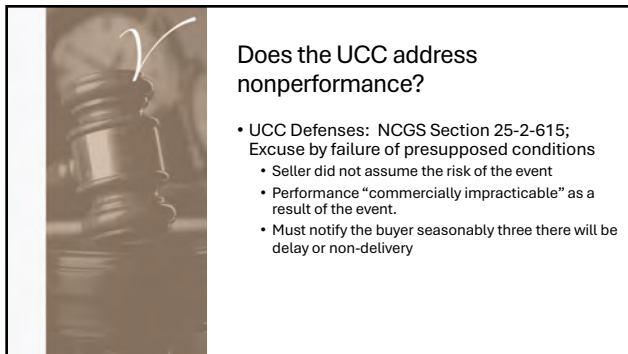 Does the UCC address
nonperformance?
• UCC Defenses: NCGS Section 25-2-615;
Excuse by failure of presupposed conditions
• Seller did not assume the risk of the event
• Performance “commercially impracticable” as a
result of the event.
• Must notify the buyer seasonably three there will be
delay or non-delivery